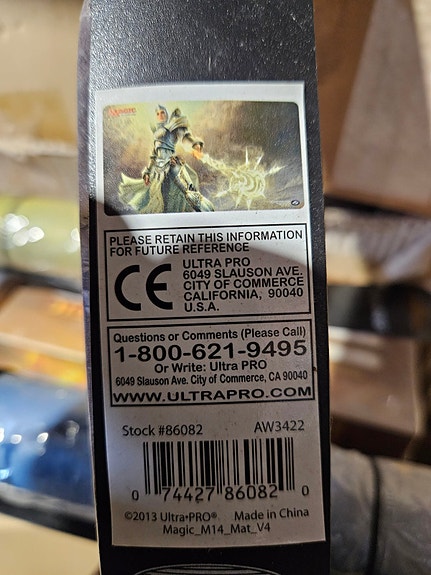 PLEASE RETAIN THIS INFORMATION
FOR FUTURE REFERENCE
CE
ULTRA PRO
6049 SLAUSON AVE.
CITY OF COMMERCE
CALIFORNIA, 90040
U.S.A.
Questions or Comments (Please Call)
1-800-621-9495
Or Write: Ultra PRO
6049 Slauson Ave. City of Commerce, CA 90040
WWW.ULTRAPRO.COM
Stock #86082 AW3422
0 74427 86082 0
©2013 Ultra•PRO®. Made in China
Magic_M14_Mat_V4